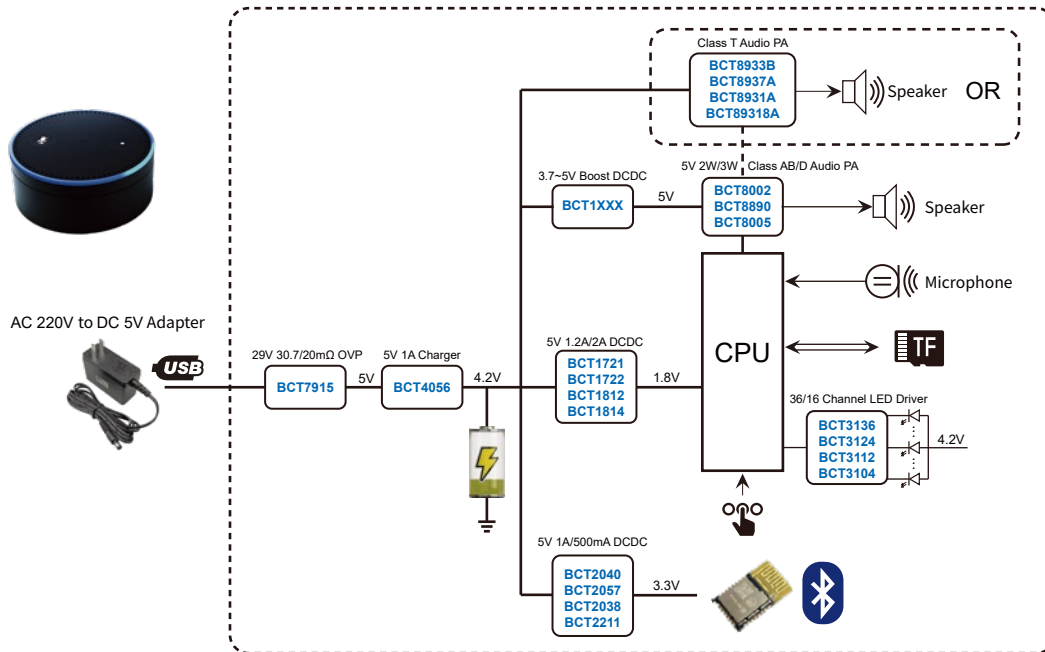 Class T Audio PA
BCT8933B
BCT8937A
BCT8931A
BCT89318A
Speaker
OR
5V 2W/3W Class AB/D Audio PA
3.7~5V Boost DCDC
BCT1XXX
5V
BCT8002
BCT8890
BCT8005
Speaker
Microphone
AC 220V to DC 5V Adapter
USB
29V 30.7/20mΩ OVP
BCT7915
5V
5V 1A Charger
BCT4056
4.2V
5V 1.2A/2A DCDC
BCT1721
BCT1722
BCT1812
BCT1814
1.8V
CPU
TF
36/16 Channel LED Driver
BCT3136
BCT3124
BCT3112
BCT3104
4.2V
5V 1A/500mA DCDC
BCT2040
BCT2057
BCT2038
BCT2211
3.3V